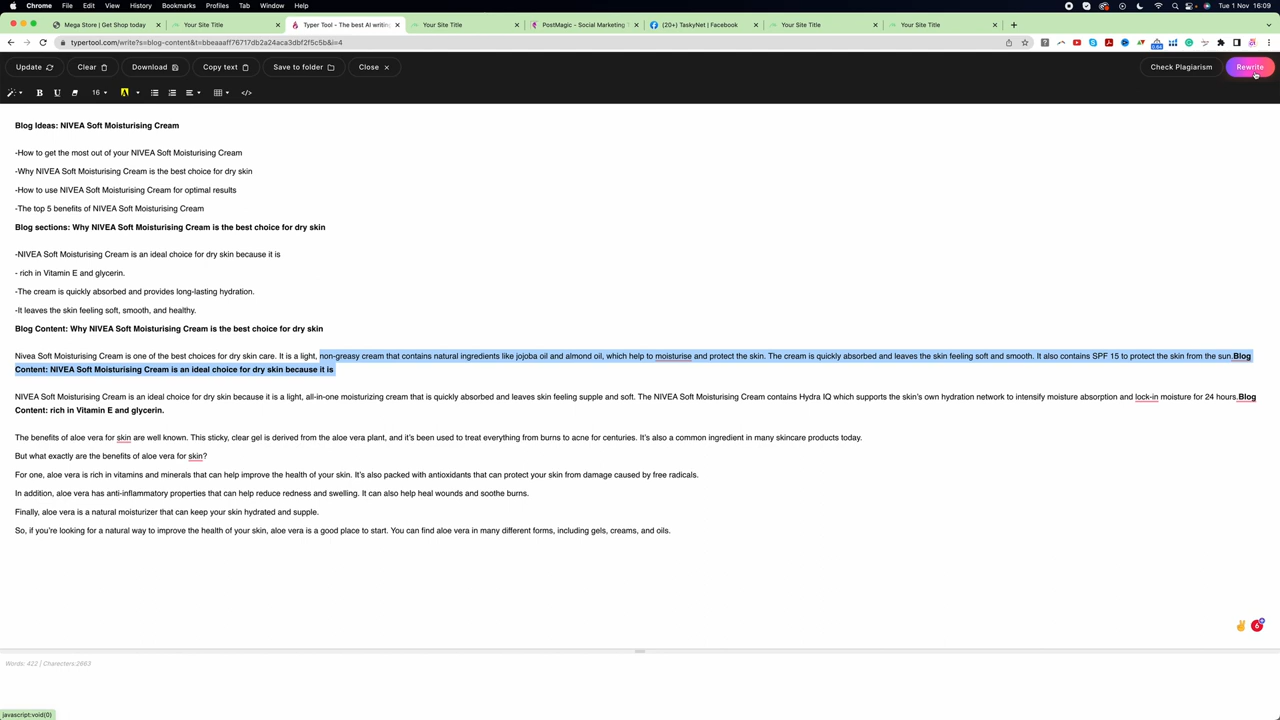 Chrome File Edit View History Bookmarks Profiles Tab Window Help Tue 1 Nov 16:09
Mega Store | Get Shop today Your Site Title Typer Tool - The best AI writin Your Site Title PostMagic - Social Marketing (20+) TaskyNet | Facebook Your Site Title Your Site Title
typertool.com/write?s=blog-content&t=bbeaaaff76717db2a24aca3dbf2f5c5b&i=4
Update Clear Download Copy text Save to folder Close Check Plagiarism Rewrite
B U 16 A </>
Blog Ideas: NIVEA Soft Moisturising Cream
-How to get the most out of your NIVEA Soft Moisturising Cream
-Why NIVEA Soft Moisturising Cream is the best choice for dry skin
-How to use NIVEA Soft Moisturising Cream for optimal results
-The top 5 benefits of NIVEA Soft Moisturising Cream
Blog sections: Why NIVEA Soft Moisturising Cream is the best choice for dry skin
-NIVEA Soft Moisturising Cream is an ideal choice for dry skin because it is
- rich in Vitamin E and glycerin.
-The cream is quickly absorbed and provides long-lasting hydration.
-It leaves the skin feeling soft, smooth, and healthy.
Blog Content: Why NIVEA Soft Moisturising Cream is the best choice for dry skin
Nivea Soft Moisturising Cream is one of the best choices for dry skin care. It is a light, non-greasy cream that contains natural ingredients like jojoba oil and almond oil, which help to moisturise and protect the skin. The cream is quickly absorbed and leaves the skin feeling soft and smooth. It also contains SPF 15 to protect the skin from the sun.Blog
Content: NIVEA Soft Moisturising Cream is an ideal choice for dry skin because it is
NIVEA Soft Moisturising Cream is an ideal choice for dry skin because it is a light, all-in-one moisturizing cream that is quickly absorbed and leaves skin feeling supple and soft. The NIVEA Soft Moisturising Cream contains Hydra IQ which supports the skin's own hydration network to intensify moisture absorption and lock-in moisture for 24 hours.Blog
Content: rich in Vitamin E and glycerin.
The benefits of aloe vera for skin are well known. This sticky, clear gel is derived from the aloe vera plant, and it's been used to treat everything from burns to acne for centuries. It's also a common ingredient in many skincare products today.
But what exactly are the benefits of aloe vera for skin?
For one, aloe vera is rich in vitamins and minerals that can help improve the health of your skin. It's also packed with antioxidants that can protect your skin from damage caused by free radicals.
In addition, aloe vera has anti-inflammatory properties that can help reduce redness and swelling. It can also help heal wounds and soothe burns.
Finally, aloe vera is a natural moisturizer that can keep your skin hydrated and supple.
So, if you're looking for a natural way to improve the health of your skin, aloe vera is a good place to start. You can find aloe vera in many different forms, including gels, creams, and oils.
6
Words: 422 | Charecters:2663
javascript:void(0)